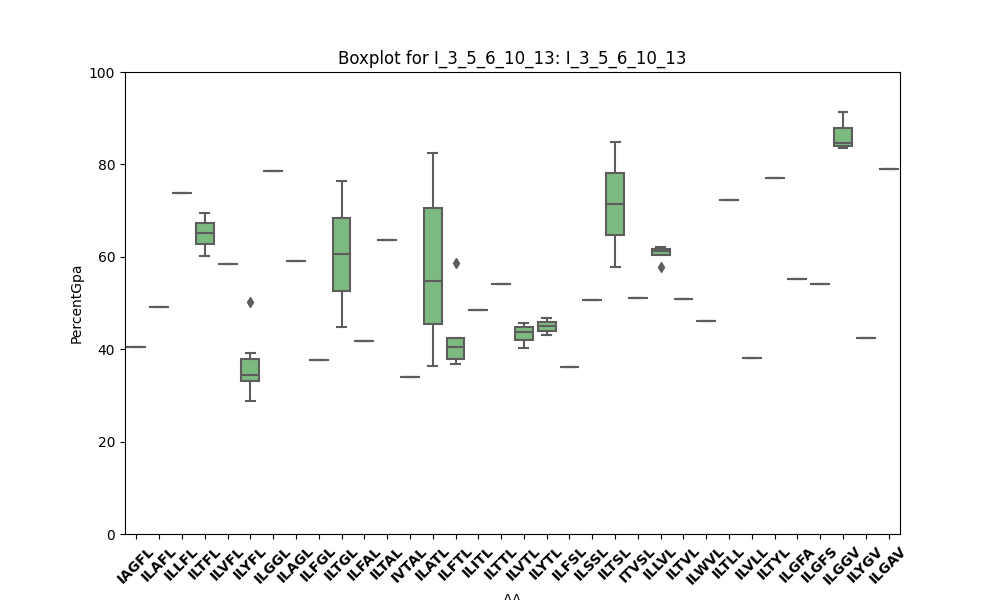 Boxplot for I_3_5_6_10_13: I_3_5_6_10_13
100
80
60
40
20
0
PercentGpa
IAGFL ILAFL ILLFL ILTFL ILVFL ILYFL ILGGL ILAGL ILFGL ILTGL ILFAL ILTAL IVTAL ILATL ILFTL ILITL ILTTL ILVTL ILYTL ILFSL ILSSL ILTSL ITVSL ILLVL ILTVL ILWVL ILTLL ILVLL ILTYL ILGFA ILGFS ILGGV ILYGV ILGAV
AA